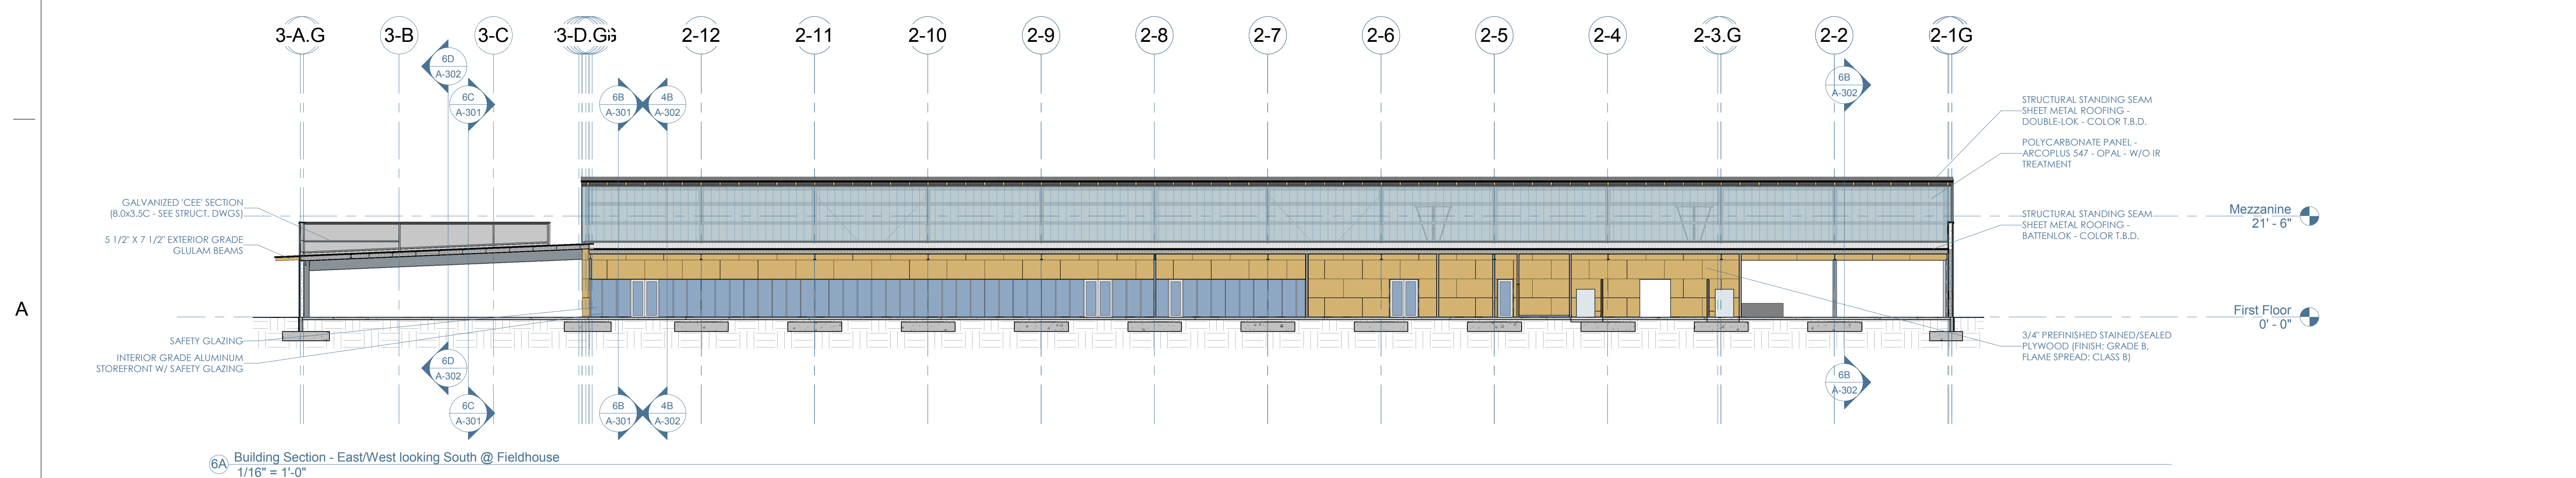 3-A.G
3-B
3-C
3-D.G
2-12
2-11
2-10
2-9
2-8
2-7
2-6
2-5
2-4
2-3.G
2-2
2-1G
6D
A-302
6C
A-301
6B
A-301
4B
A-302
6B
A-302
STRUCTURAL STANDING SEAM
SHEET METAL ROOFING -
DOUBLE-LOK - COLOR T.B.D.
POLYCARBONATE PANEL -
ARCOPLUS 547 - OPAL - W/O IR
TREATMENT
GALVANIZED 'CEE' SECTION
(8.0x3.5C - SEE STRUCT. DWGS)
5 1/2" X 7 1/2" EXTERIOR GRADE
GLULAM BEAMS
STRUCTURAL STANDING SEAM
SHEET METAL ROOFING -
BATTENLOK - COLOR T.B.D.
Mezzanine
21' - 6"
A
First Floor
0' - 0"
SAFETY GLAZING
INTERIOR GRADE ALUMINUM
STOREFRONT W/ SAFETY GLAZING
3/4" PREFINISHED STAINED/SEALED
PLYWOOD (FINISH: GRADE B,
FLAME SPREAD: CLASS B)
6D
A-302
6C
A-301
6B
A-301
4B
A-302
6B
A-302
6A
Building Section - East/West looking South @ Fieldhouse
1/16" = 1'-0"